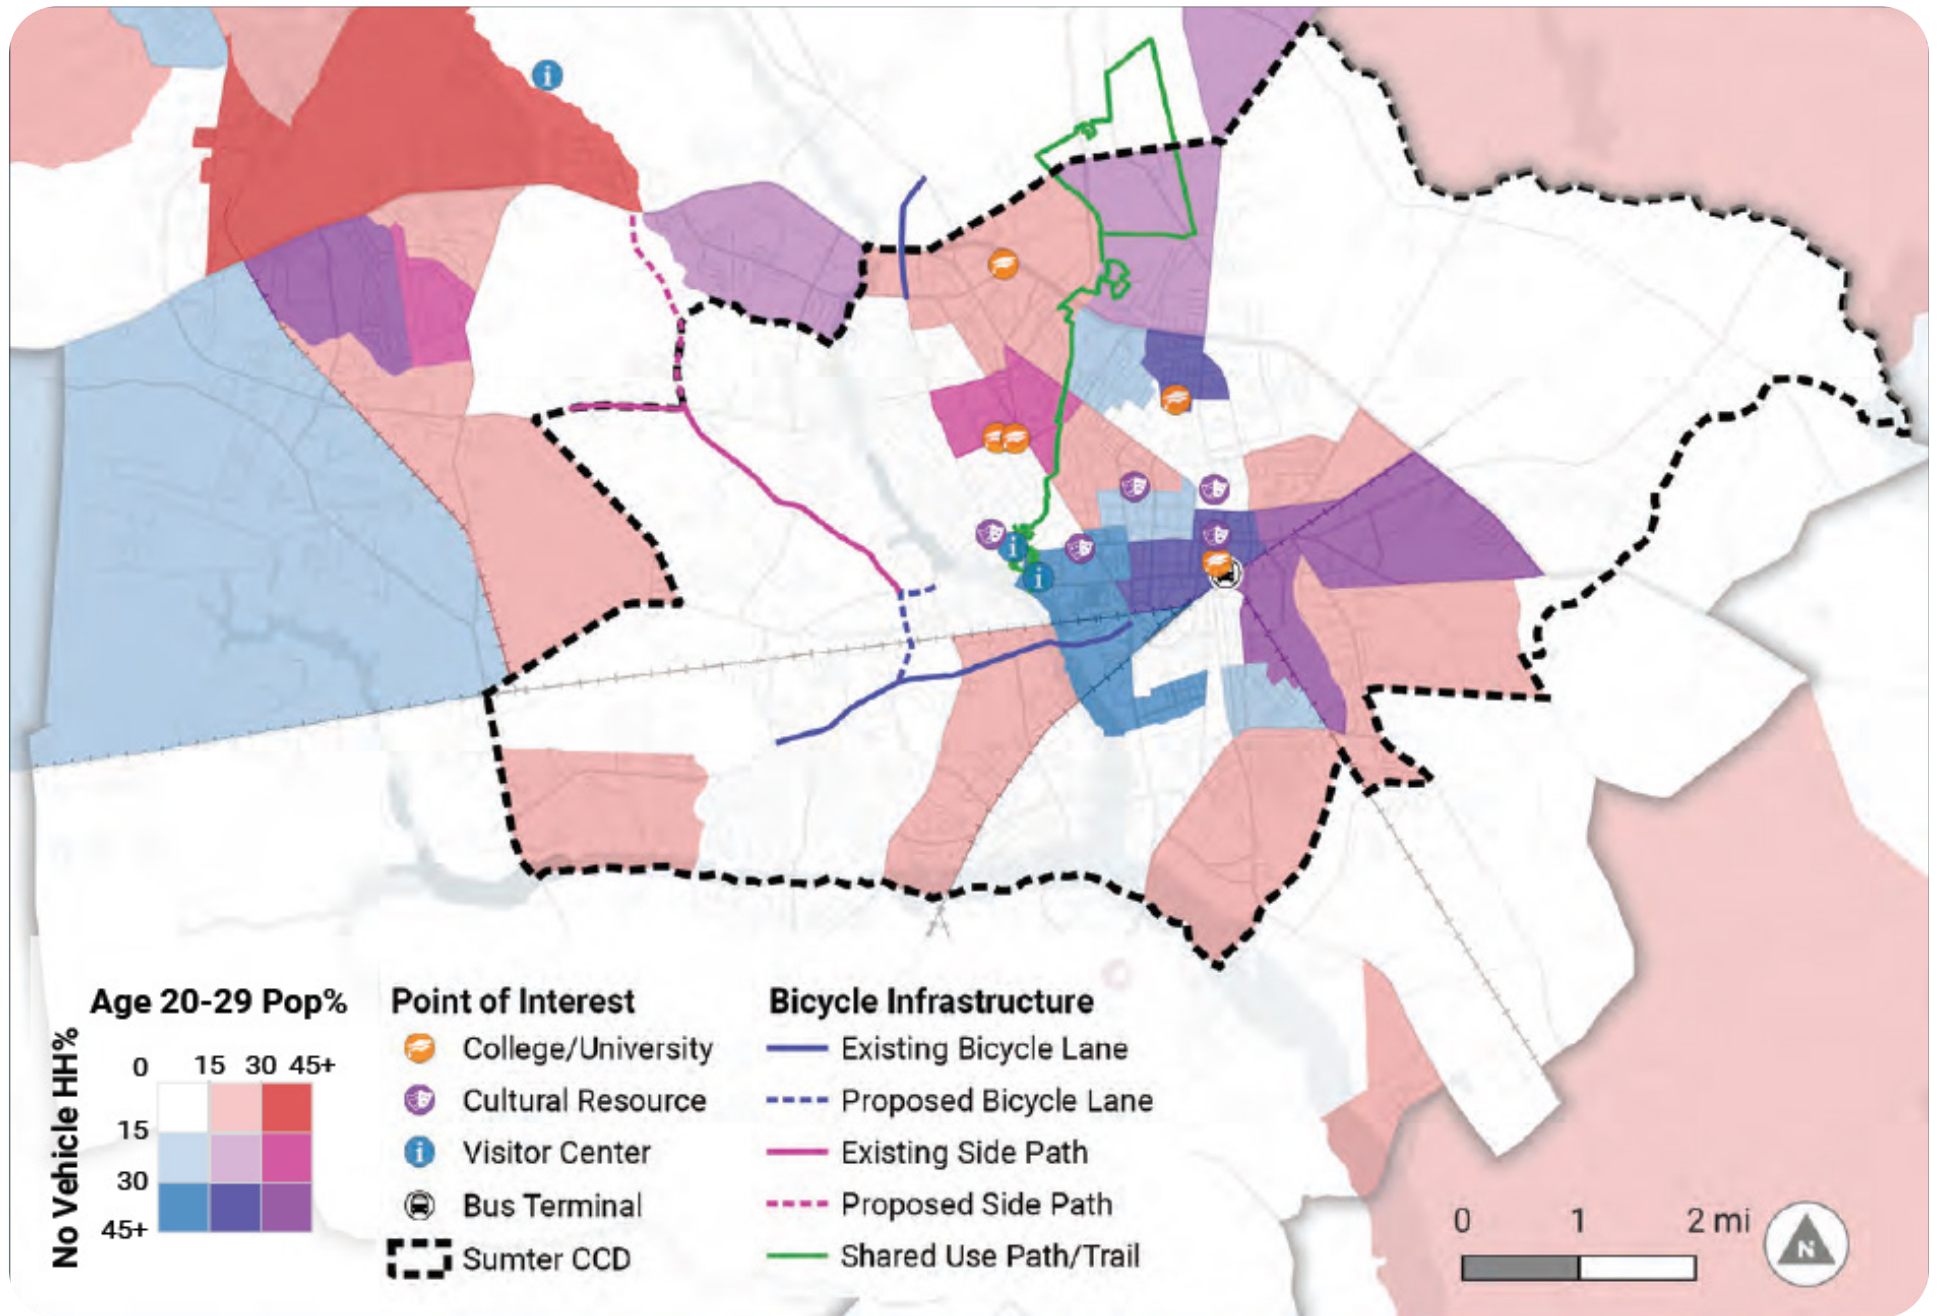 Age 20-29 Pop%
0 15 30 45+
No Vehicle HH%
15
30
45+
Point of Interest
College/University
Cultural Resource
Visitor Center
Bus Terminal
Sumter CCD
Bicycle Infrastructure
Existing Bicycle Lane
Proposed Bicycle Lane
Existing Side Path
Proposed Side Path
Shared Use Path/Trail
0 1 2 mi
N